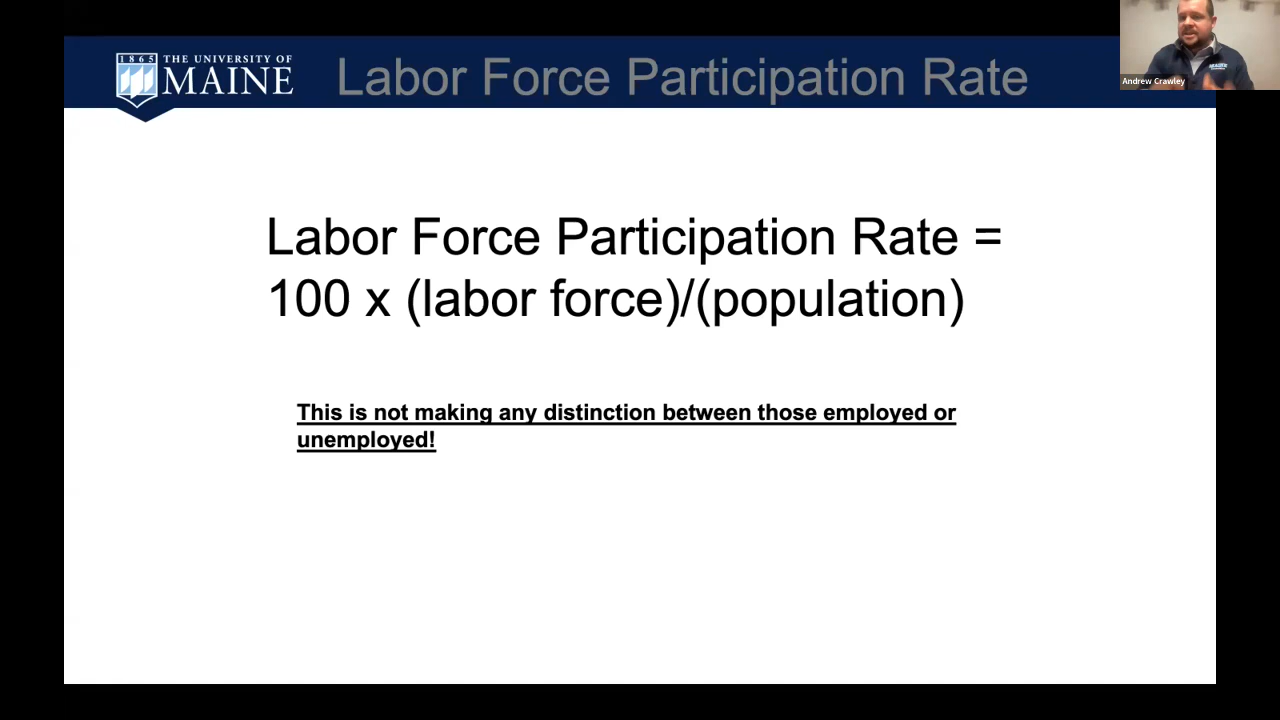 1865 THE UNIVERSITY OF
MAINE
Labor Force Participation Rate
Andrew Crawley
Labor Force Participation Rate =
100 x (labor force)/(population)
This is not making any distinction between those employed or
unemployed!